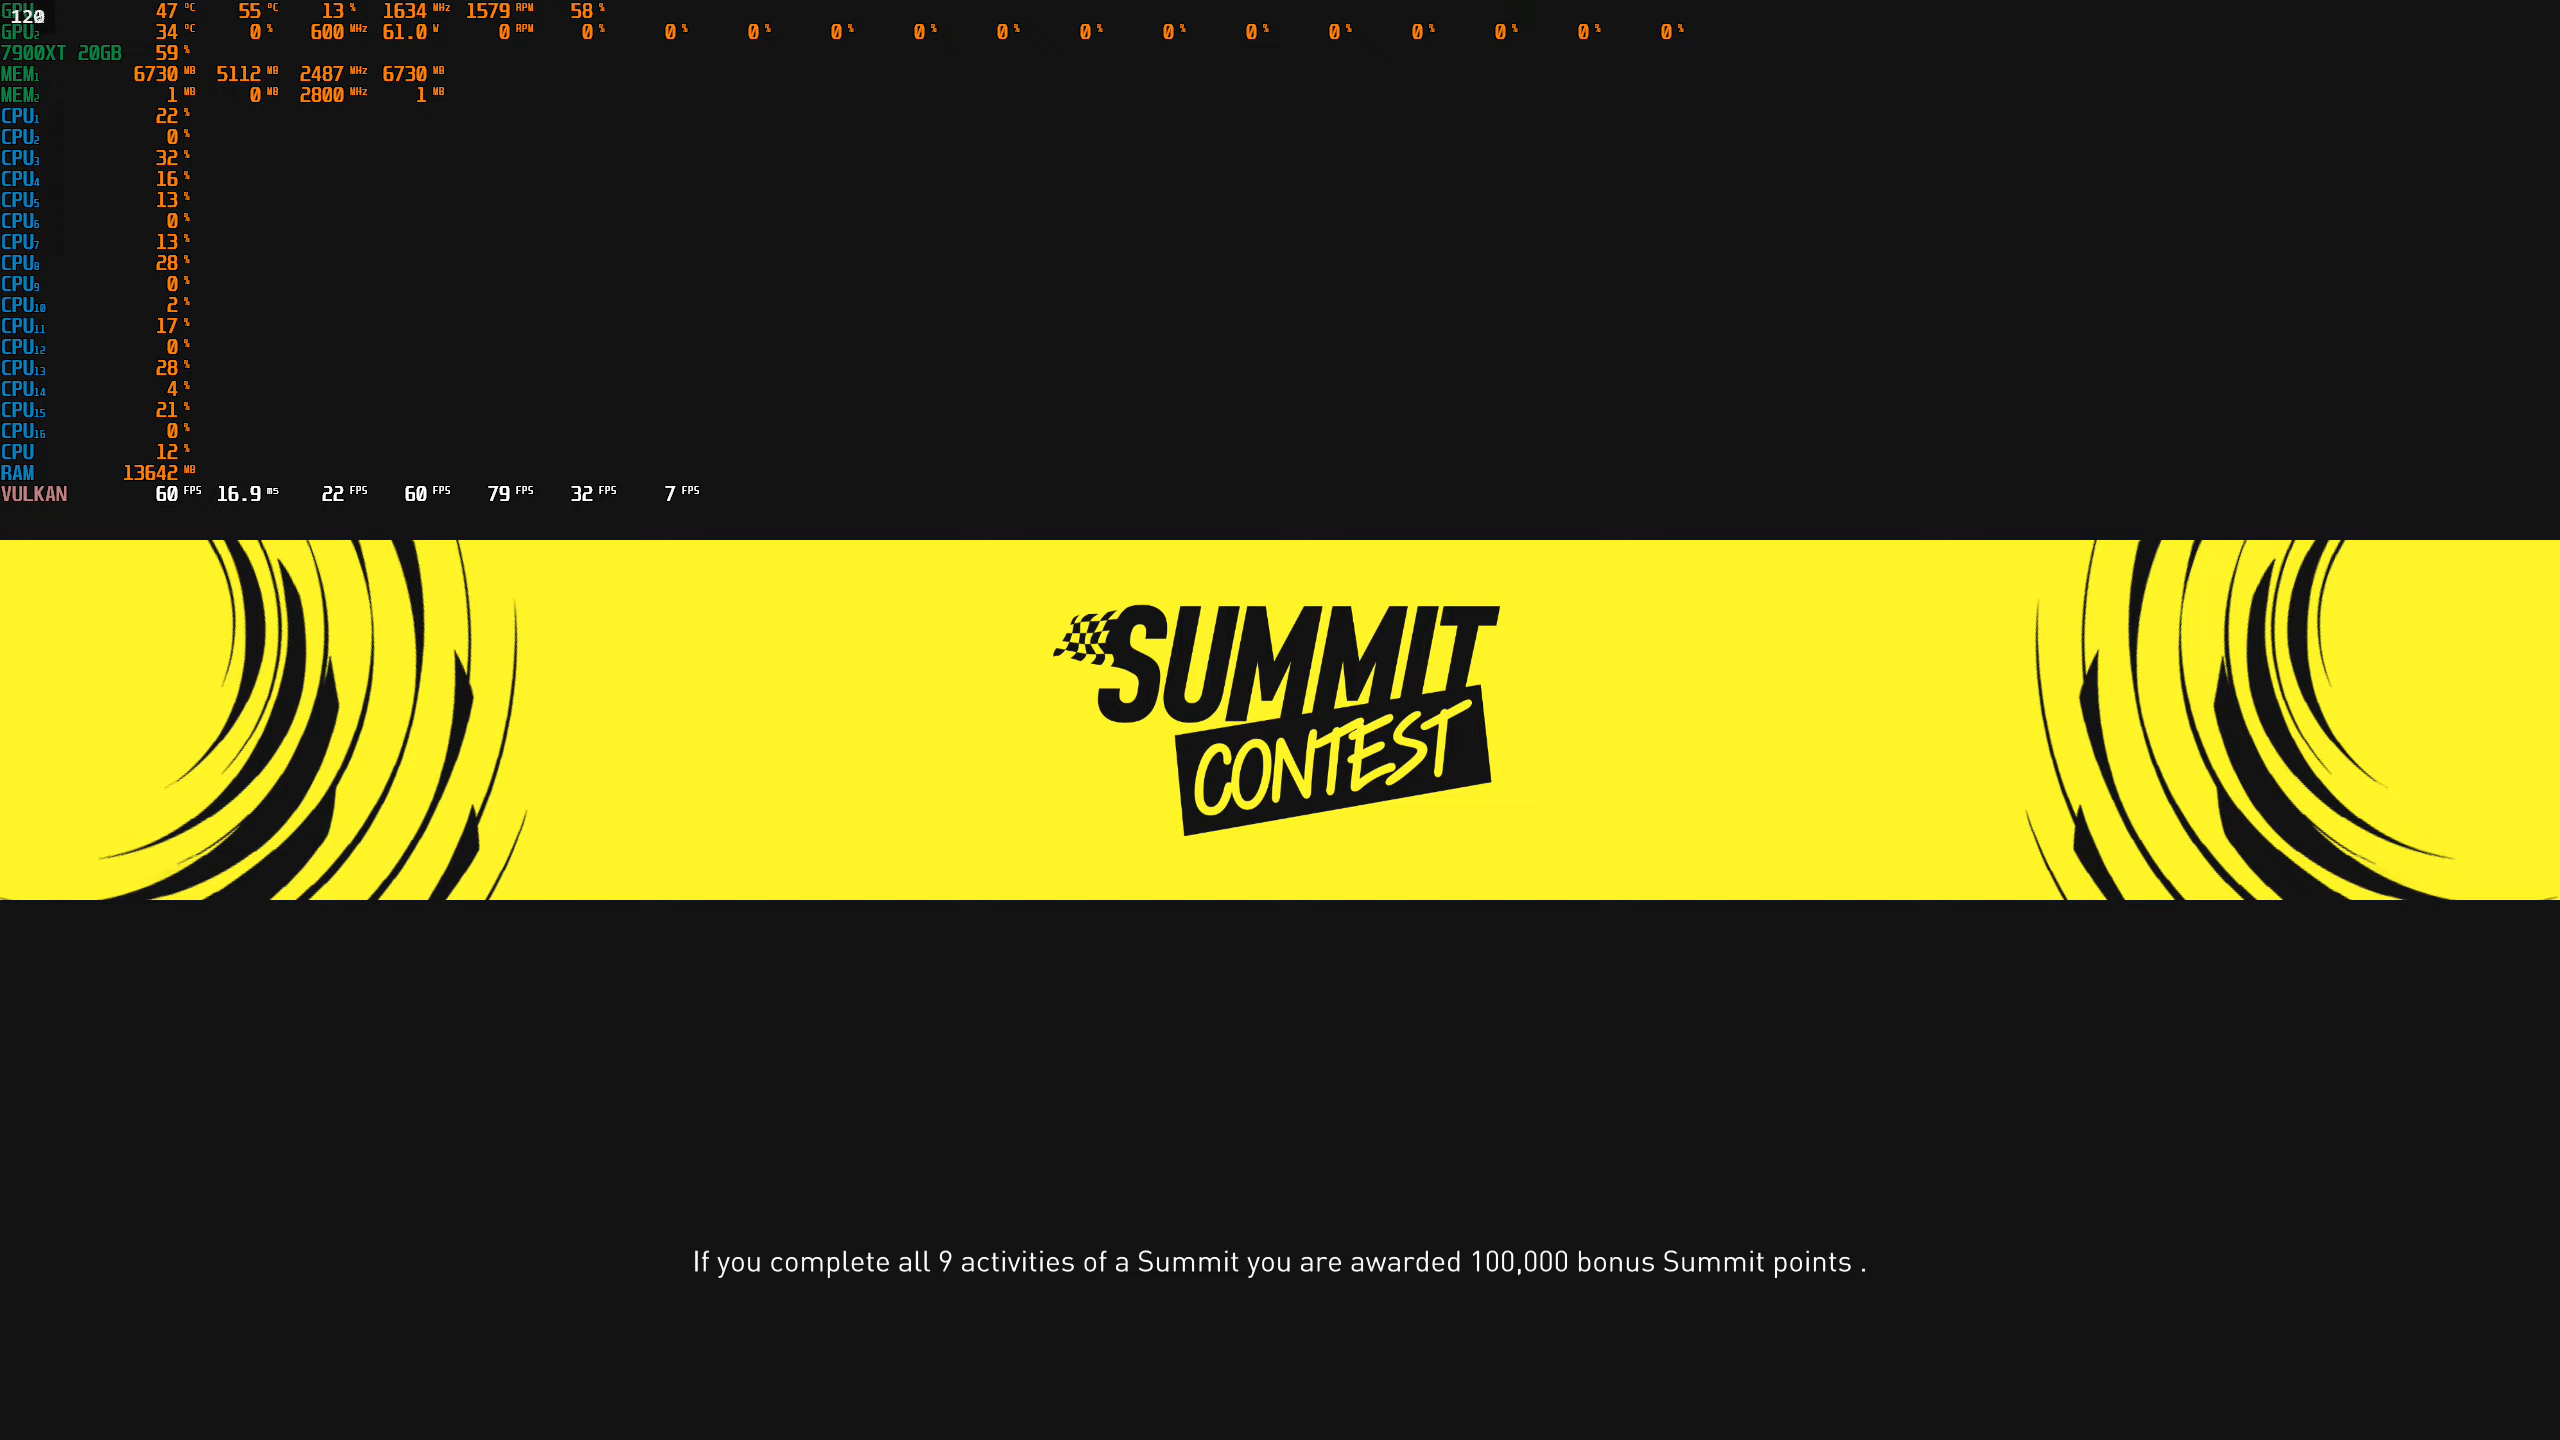 120
GPU1 47 °C 55 °C 13 % 1634 MHz 1579 RPM 58 %
GPU2 34 °C 0 % 600 MHz 61.0 W 0 RPM 0 % 0 % 0 % 0 % 0 % 0 % 0 % 0 % 0 % 0 % 0 % 0 % 0 % 0 %
7900XT 20GB 59 %
MEM1 6730 MB 5112 MB 2487 MHz 6730 MB
MEM2 1 MB 0 MB 2800 MHz 1 MB
CPU1 22 %
CPU2 0 %
CPU3 32 %
CPU4 16 %
CPU5 13 %
CPU6 0 %
CPU7 13 %
CPU8 28 %
CPU9 0 %
CPU10 2 %
CPU11 17 %
CPU12 0 %
CPU13 28 %
CPU14 4 %
CPU15 21 %
CPU16 0 %
CPU 12 %
RAM 13642 MB
VULKAN 60 FPS 16.9 ms 22 FPS 60 FPS 79 FPS 32 FPS 7 FPS
SUMMIT
CONTEST
If you complete all 9 activities of a Summit you are awarded 100,000 bonus Summit points .